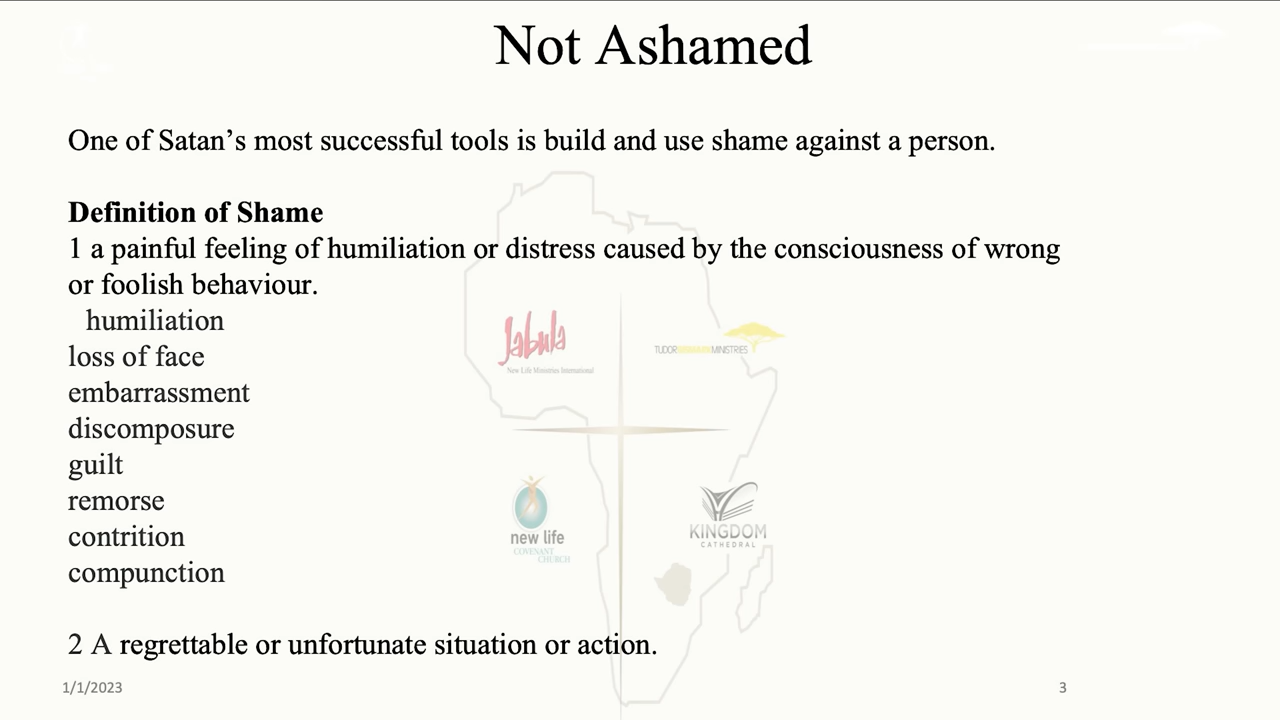 Not Ashamed
One of Satan’s most successful tools is build and use shame against a person.
Definition of Shame
1 a painful feeling of humiliation or distress caused by the consciousness of wrong
or foolish behaviour.
humiliation
loss of face
embarrassment
discomposure
guilt
remorse
contrition
compunction
2 A regrettable or unfortunate situation or action.
Jabula
New Life Ministries International
TUDOR MINISTRIES
new life
COVENANT
CHURCH
KINGDOM
CATHEDRAL
1/1/2023
3